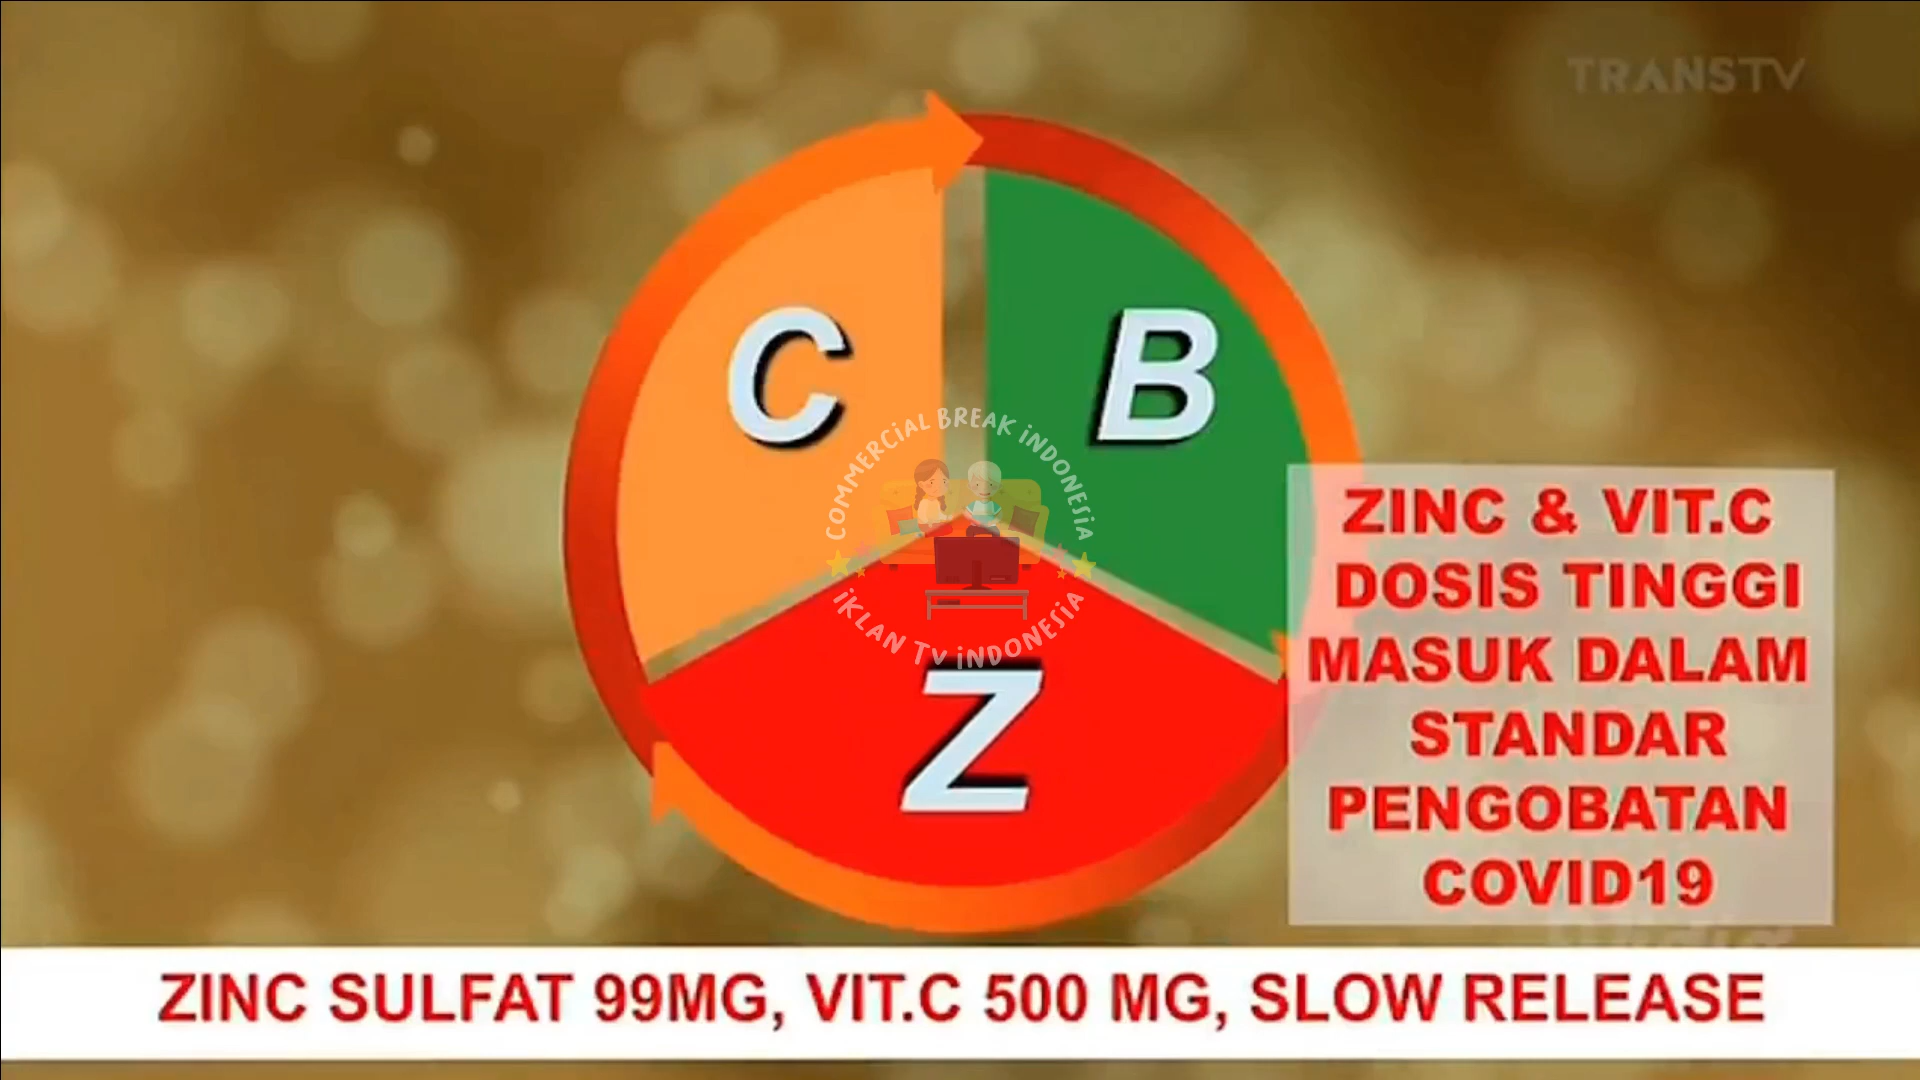 TRANSTV
C
B
COMMERCIAL BREAK INDONESIA
IKLAN TV INDONESIA
Z
ZINC & VIT.C
DOSIS TINGGI
MASUK DALAM
STANDAR
PENGOBATAN
COVID19
ZINC SULFAT 99MG, VIT.C 500 MG, SLOW RELEASE